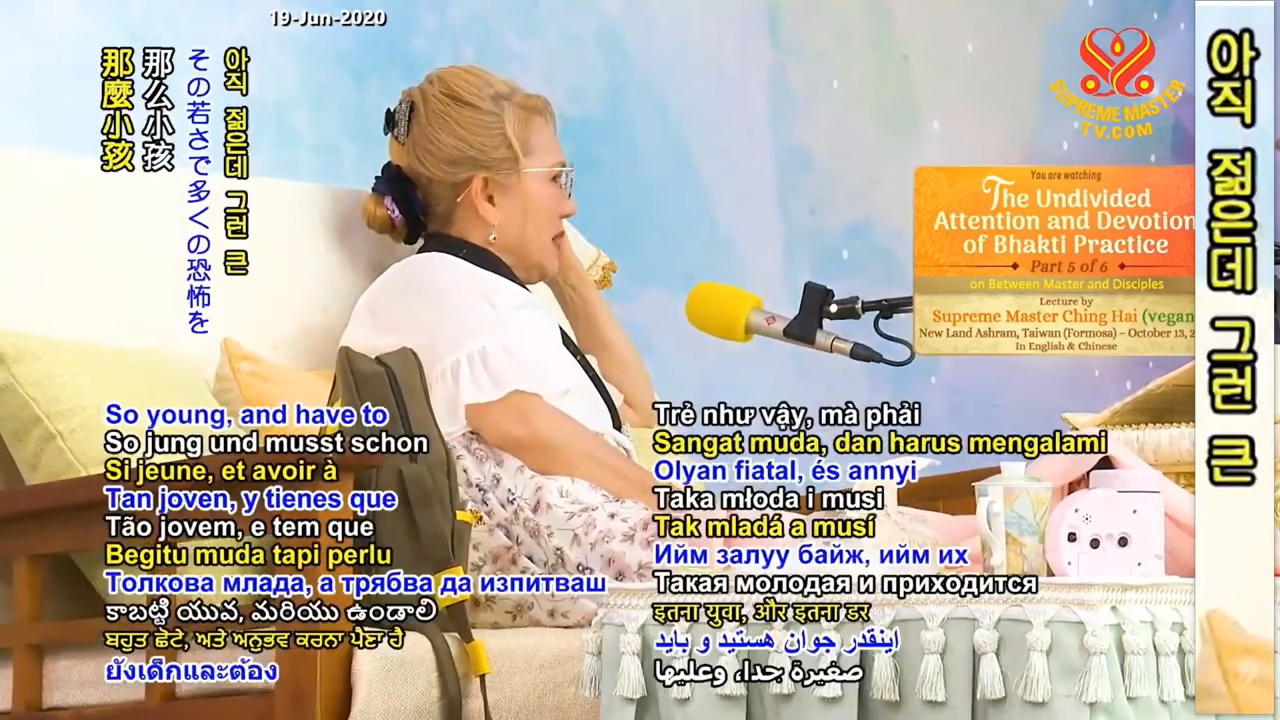 19-Jun-2020
아직 젊은데 그런 큰
その若さで多くの恐怖を
那么小孩
那麼小孩
SUPREME MASTER
TV.COM
You are watching
The Undivided
Attention and Devotion
of Bhakti Practice
Part 5 of 6
on Between Master and Disciples
Lecture by
Supreme Master Ching Hai (vegan
New Land Ashram, Taiwan (Formosa) – October 13, 2
In English & Chinese
아직 젊은데 그런 큰
So young, and have to
So jung und musst schon
Si jeune, et avoir à
Tan joven, y tienes que
Tão jovem, e tem que
Begitu muda tapi perlu
Толкова млада, а трябва да изпитваш
కాబట్టి యువ, మరియు ఉండాలి
ਬਹੁਤ ਛੋਟੇ, ਅਤੇ ਅਨੁਭਵ ਕਰਨਾ ਪੈਣਾ ਹੈ
ยังเด็กและต้อง
Trẻ như vậy, mà phải
Sangat muda, dan harus mengalami
Olyan fiatal, és annyi
Taka młoda i musi
Tak mladá a musí
Ийм залуу байж, ийм их
Такая молодая и приходится
इतना युवा, और इतना डर
اینقدر جوان هستید و باید
صغيرة جدا، وعليها